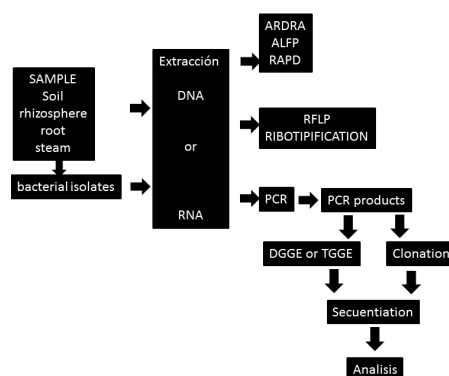 SAMPLE
Soil
rhizosphere
root
steam
bacterial isolates
Extracción
DNA
or
RNA
ARDRA
ALFP
RAPD
RFLP
RIBOTIPIFICATION
PCR
PCR products
DGGE or TGGE
Clonation
Secuentiation
Analisis